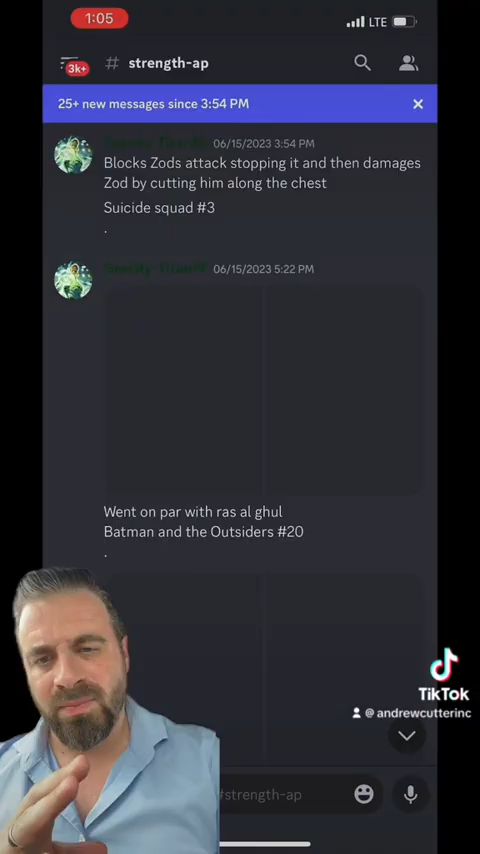 1:05
LTE
3k+
# strength-ap
25+ new messages since 3:54 PM
06/15/2023 3:54 PM
Blocks Zods attack stopping it and then damages
Zod by cutting him along the chest
Suicide squad #3
.
06/15/2023 5:22 PM
Went on par with ras al ghul
Batman and the Outsiders #20
.
TikTok
@andrewcutterinc
#strength-ap